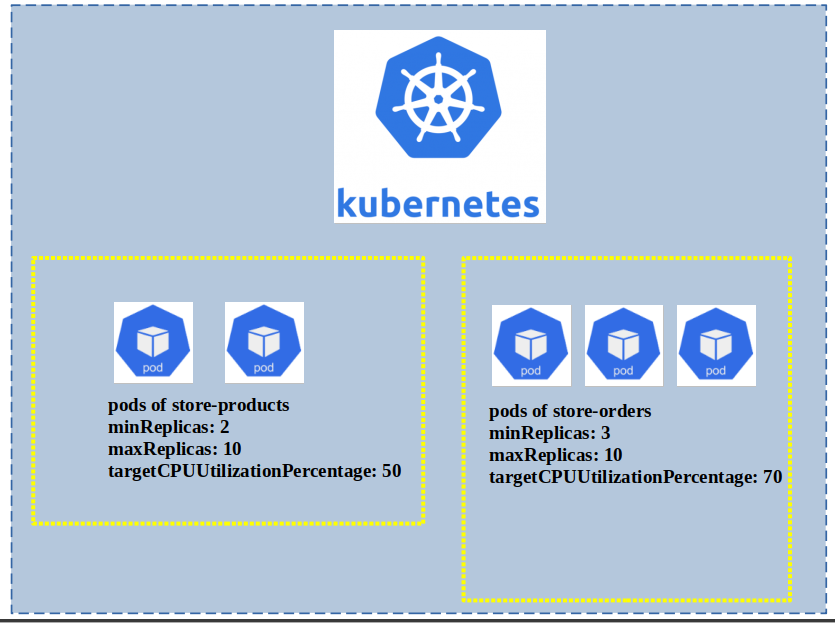 kubernetes
pod
pod
pods of store-products
minReplicas: 2
maxReplicas: 10
targetCPUUtilizationPercentage: 50
pod
pod
pod
pods of store-orders
minReplicas: 3
maxReplicas: 10
targetCPUUtilizationPercentage: 70